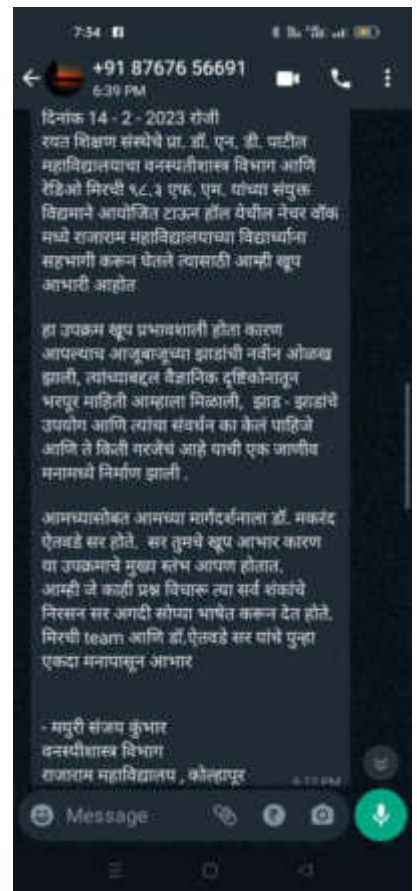 7:54
+91 87676 56691
6:39 PM
दिनांक 14 - 2 - 2023 रोजी
रयत शिक्षण संस्थेचे प्रा. डॉ. एन. डी. पाटील
महाविद्यालयाचा वनस्पतीशास्त्र विभाग आणि
रेडिओ मिरची ९८.३ एफ. एम. यांच्या संयुक्त
विद्यमाने आयोजित टाऊन हॉल येथील नेचर वॉक
मध्ये राजाराम महाविद्यालयाच्या विद्यार्थ्यांना
सहभागी करून घेतले त्यासाठी आम्ही खूप
आभारी आहोत
हा उपक्रम खूप प्रभावशाली होता कारण
आपल्याच आजूबाजूच्या झाडांची नवीन ओळख
झाली, त्यांच्याबद्दल वैज्ञानिक दृष्टिकोनातून
भरपूर माहिती आम्हाला मिळाली, झाड - झाडांचे
उपयोग आणि त्यांचा संवर्धन का केलं पाहिजे
आणि ते किती गरजेचं आहे याची एक जाणीव
मनामध्ये निर्माण झाली .
आमच्यासोबत आमच्या मार्गदर्शनाला डॉ. मकरंद
ऐतवडे सर होते. सर तुमचे खूप आभार कारण
या उपक्रमाचे मुख्य स्तंभ आपण होतात.
आम्ही जे काही प्रश्न विचारू त्या सर्व शंकांचे
निरसन सर अगदी सोप्या भाषेत करून देत होते.
मिरची team आणि डॉ.ऐतवडे सर यांचे पुन्हा
एकदा मनापासून आभार
- मयुरी संजय कुंभार
वनस्पीशास्त्र विभाग
राजाराम महाविद्यालय , कोल्हापूर
Message